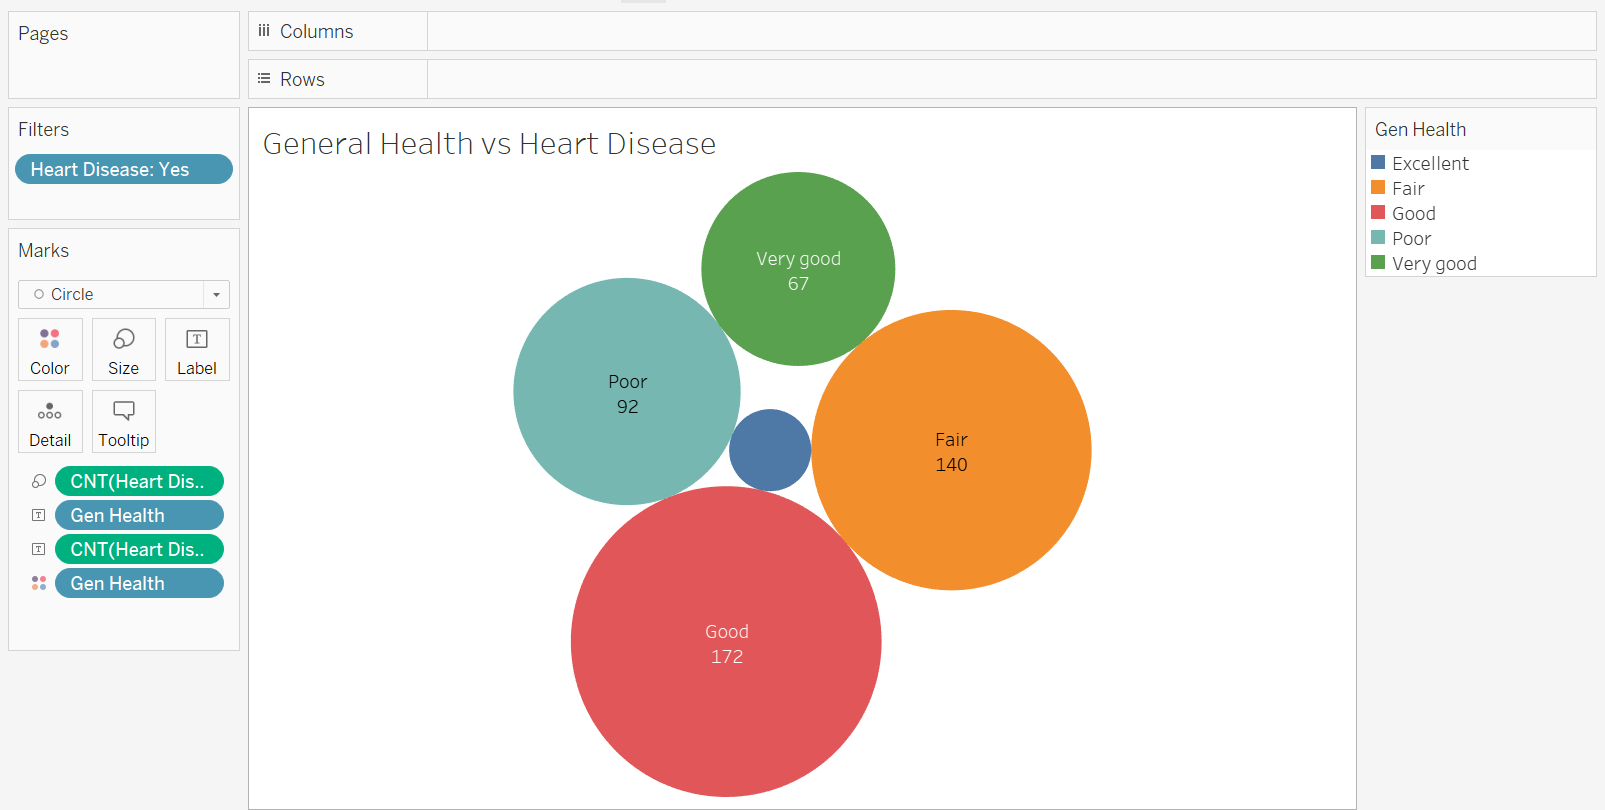 Pages
Columns
Rows
Filters
Heart Disease: Yes
Marks
Circle
Color
Size
Label
Detail
Tooltip
CNT(Heart Dis..
Gen Health
CNT(Heart Dis..
Gen Health
General Health vs Heart Disease
Very good
67
Poor
92
Fair
140
Good
172
Gen Health
Excellent
Fair
Good
Poor
Very good